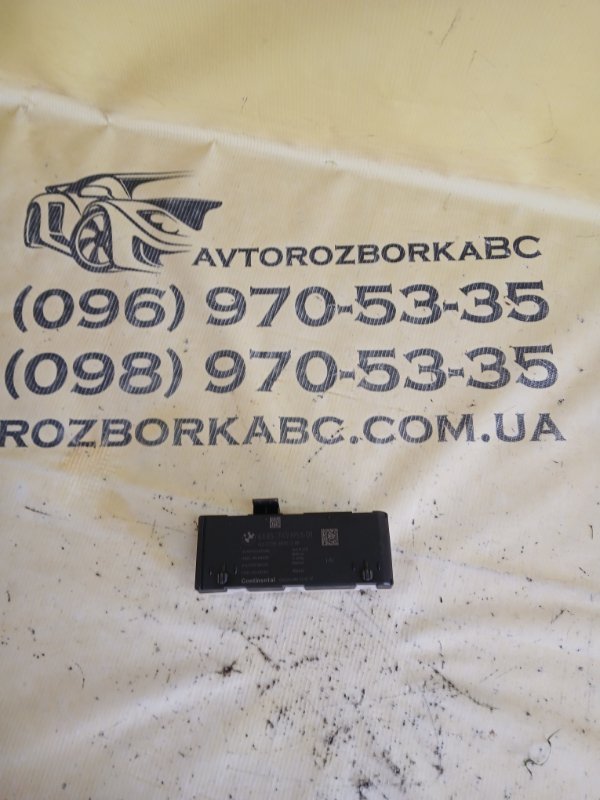 AVTOROZBORKABC
(096) 970-53-35
(098) 970-53-35
ROZBORKABC.COM.UA
Continental